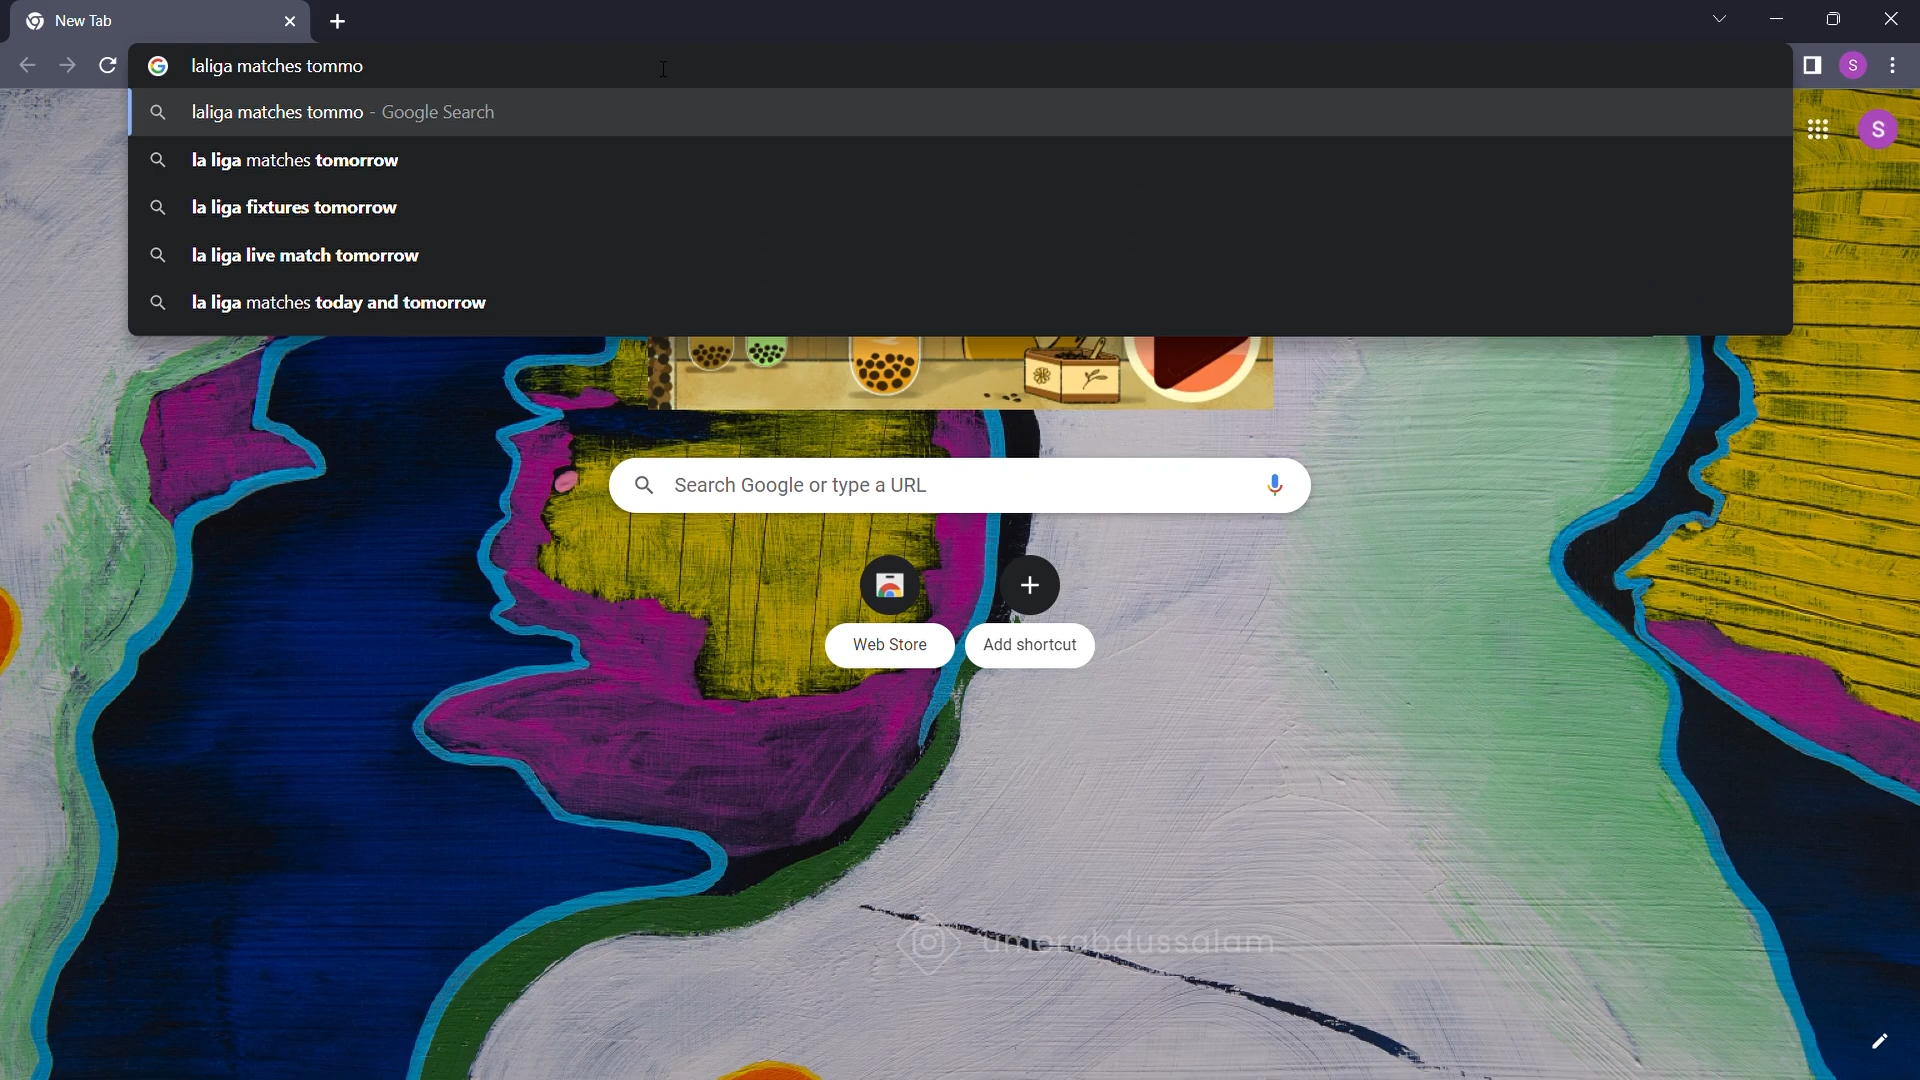 New Tab
laliga matches tommo
S
laliga matches tommo - Google Search
S
la liga matches tomorrow
la liga fixtures tomorrow
la liga live match tomorrow
la liga matches today and tomorrow
Search Google or type a URL
Web Store
Add shortcut
umerabdussalam